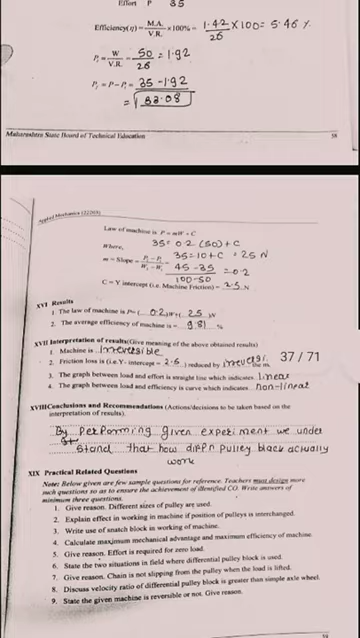 Effort P 35
Efficiency(η) = M.A. / V.R. ×100% = 1.42 / 26 ×100 = 5.46 %
Pi = W / V.R. = 50 / 26 = 1.92
Pf = P – Pi = 35 - 1.92
= 33.08
Maharashtra State Board of Technical Education 58
Applied Mechanics (22203)
Law of machine is P = mW + C
Where, 35 = 0.2 (50) + C
35 = 10 + C = 25 N
m = Slope = P2 – P1 / W2 – W1 = 45 - 35 / 100 - 50 = 0.2
C = Y intercept (i.e. Machine Friction) = 25 N
XVI Results
1. The law of machine is P = ( 0.2 )W + ( 25 )N
2. The average efficiency of machine is = 9.81 %
XVII Interpretation of results(Give meaning of the above obtained results)
1. Machine is Irreversible
2. Friction loss is (i.e Y- intercept = 2.6 ) reduced by the m.
37 / 71
3. The graph between load and effort is straight line which indicates linear
4. The graph between load and efficiency is curve which indicates non-linear
XVIII Conclusions and Recommendations (Actions/decisions to be taken based on the
interpretation of results).
By performing given experiment we under
stand that how diffn pulley block actually
work
XIX Practical Related Questions
Note: Below given are few sample questions for reference. Teachers must design more
such questions so as to ensure the achievement of identified CO. Write answers of
minimum three questions.
1. Give reason. Different sizes of pulley are used.
2. Explain effect in working in machine if position of pulleys is interchanged.
3. Write use of snatch block in working of machine.
4. Calculate maximum mechanical advantage and maximum efficiency of machine.
5. Give reason. Effort is required for zero load.
6. State the two situations in field where differential pulley block is used.
7. Give reason. Chain is not slipping from the pulley when the load is lifted.
8. Discuss velocity ratio of differential pulley block is greater than simple axle wheel.
9. State the given machine is reversible or not. Give reason.
59